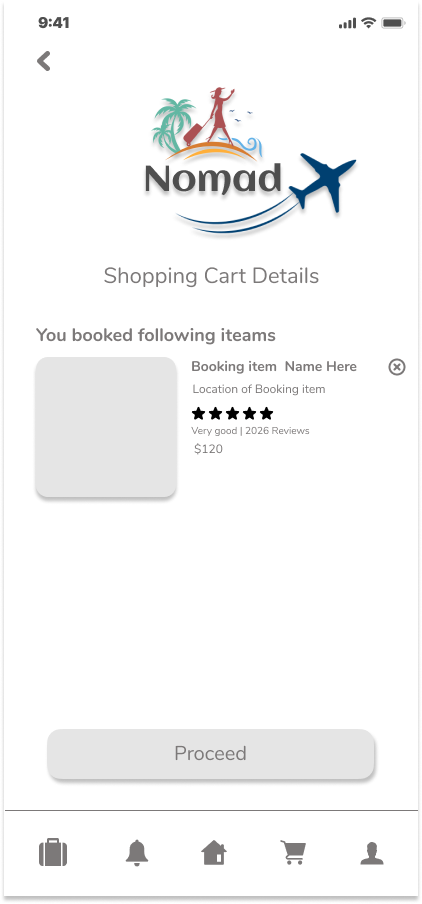 9:41
Nomad
Shopping Cart Details
You booked following iteams
Booking item Name Here
Location of Booking item
Very good | 2026 Reviews
$120
Proceed